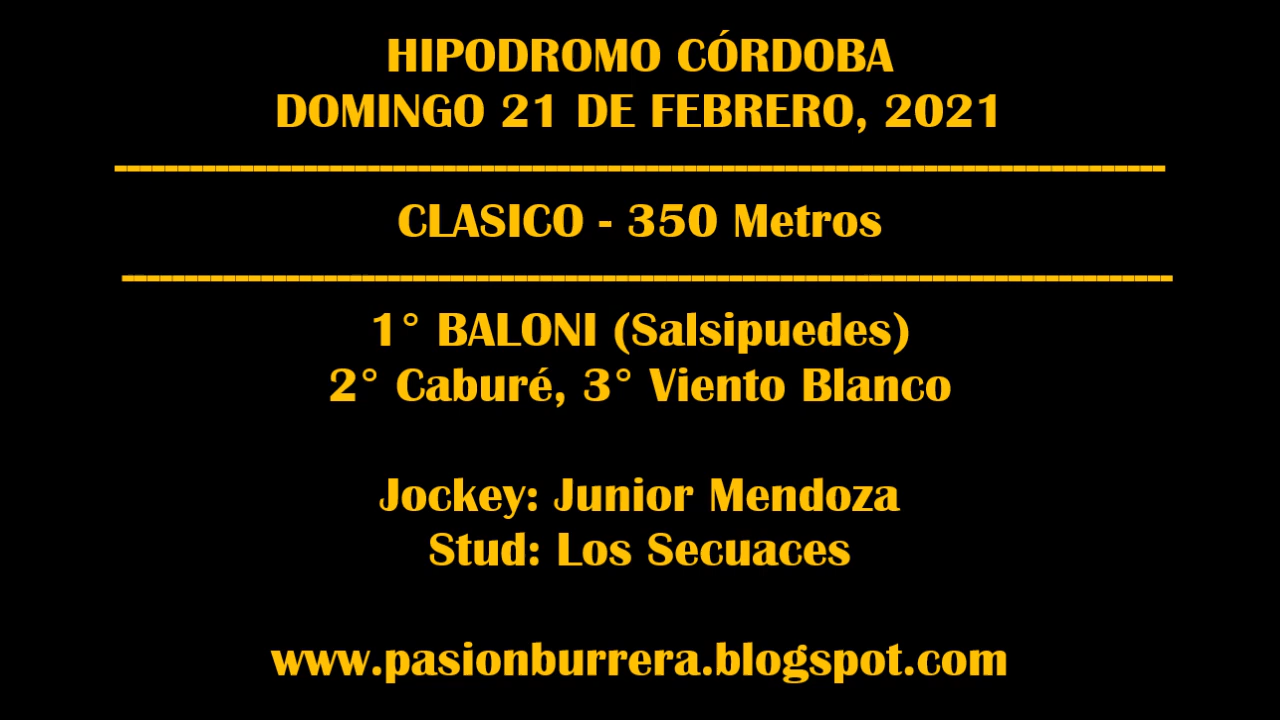 HIPODROMO CÓRDOBA
DOMINGO 21 DE FEBRERO, 2021
CLASICO - 350 Metros
1° BALONI (Salsipuedes)
2° Caburé, 3° Viento Blanco
Jockey: Junior Mendoza
Stud: Los Secuaces
www.pasionburrera.blogspot.com